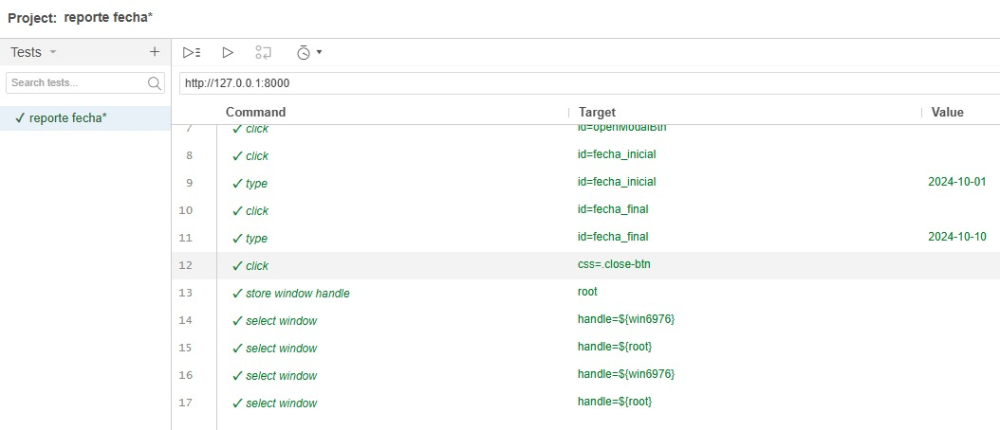 Project: reporte fecha*
Tests +
Search tests...
http://127.0.0.1:8000
✓ reporte fecha*
Command Target Value
7 ✓ click id=openModalBtn
8 ✓ click id=fecha_inicial
9 ✓ type id=fecha_inicial 2024-10-01
10 ✓ click id=fecha_final
11 ✓ type id=fecha_final 2024-10-10
12 ✓ click css=.close-btn
13 ✓ store window handle root
14 ✓ select window handle=${win6976}
15 ✓ select window handle=${root}
16 ✓ select window handle=${win6976}
17 ✓ select window handle=${root}